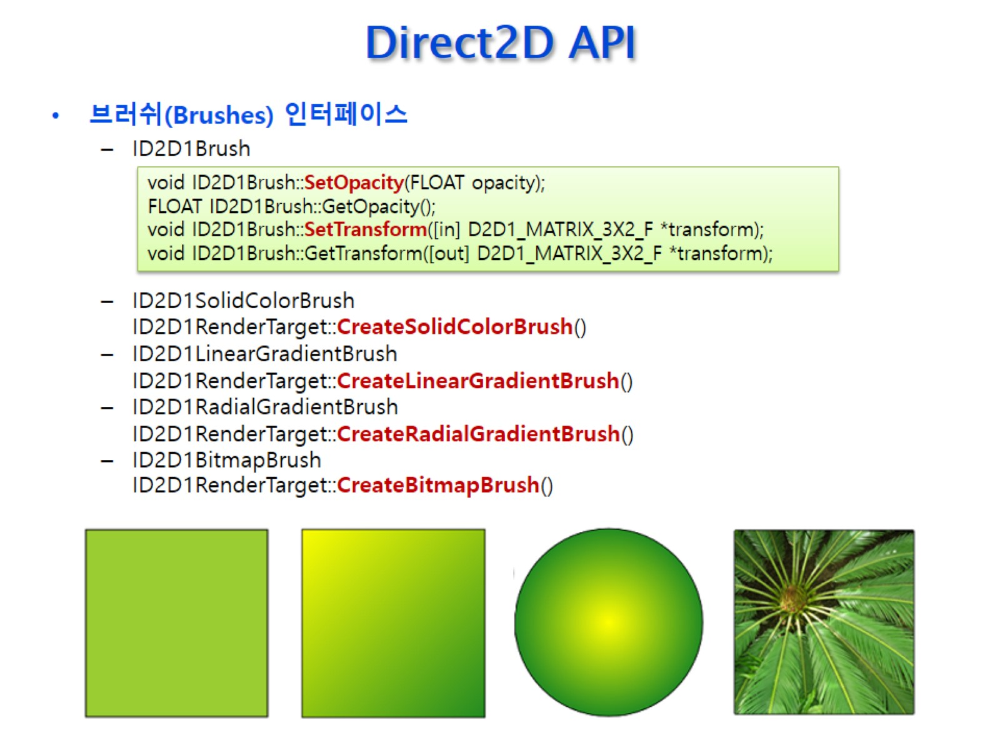 Direct2D API
• 브러쉬(Brushes) 인터페이스
– ID2D1Brush
void ID2D1Brush::SetOpacity(FLOAT opacity);
FLOAT ID2D1Brush::GetOpacity();
void ID2D1Brush::SetTransform([in] D2D1_MATRIX_3X2_F *transform);
void ID2D1Brush::GetTransform([out] D2D1_MATRIX_3X2_F *transform);
– ID2D1SolidColorBrush
ID2D1RenderTarget::CreateSolidColorBrush()
– ID2D1LinearGradientBrush
ID2D1RenderTarget::CreateLinearGradientBrush()
– ID2D1RadialGradientBrush
ID2D1RenderTarget::CreateRadialGradientBrush()
– ID2D1BitmapBrush
ID2D1RenderTarget::CreateBitmapBrush()